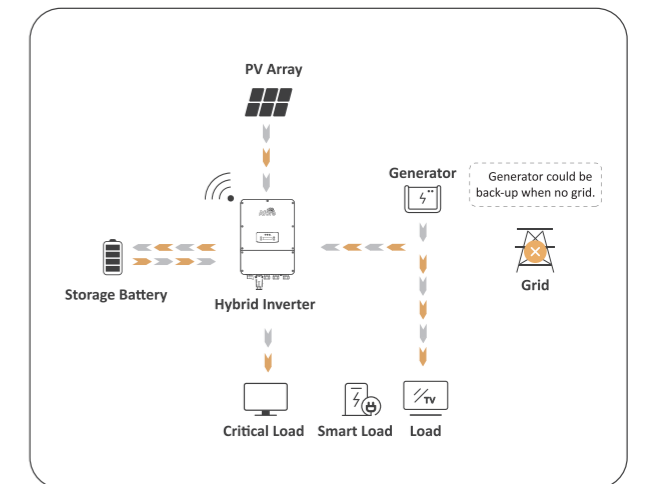 PV Array
Generator
Generator could be
back-up when no grid.
Storage Battery
Hybrid Inverter
Grid
TV
Critical Load
Smart Load
Load